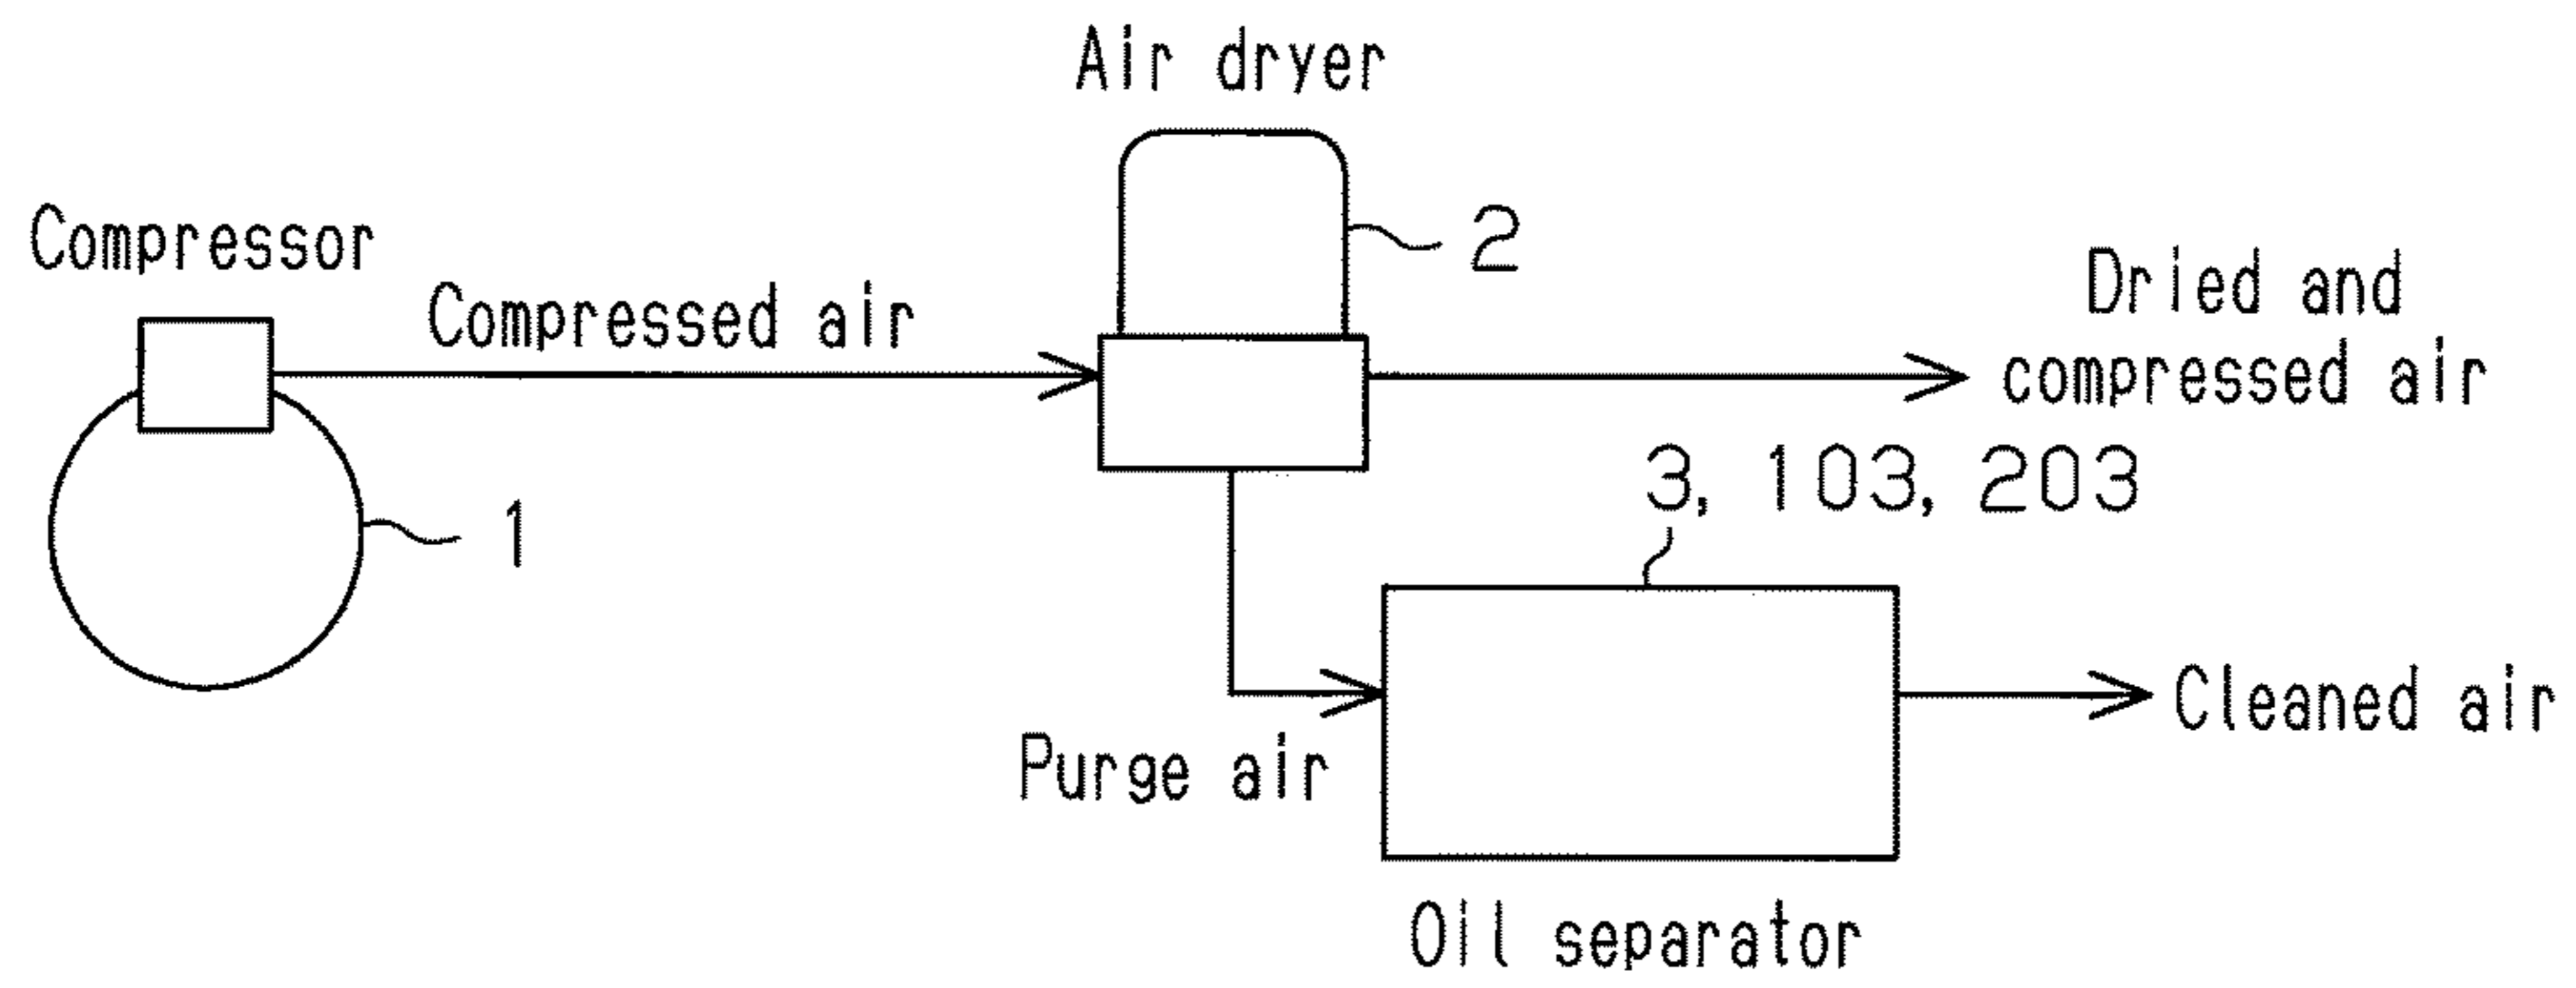 Air dryer
2
Compressor
Compressed air
Dried and
compressed air
3, 103, 203
1
Purge air
Cleaned air
Oil separator